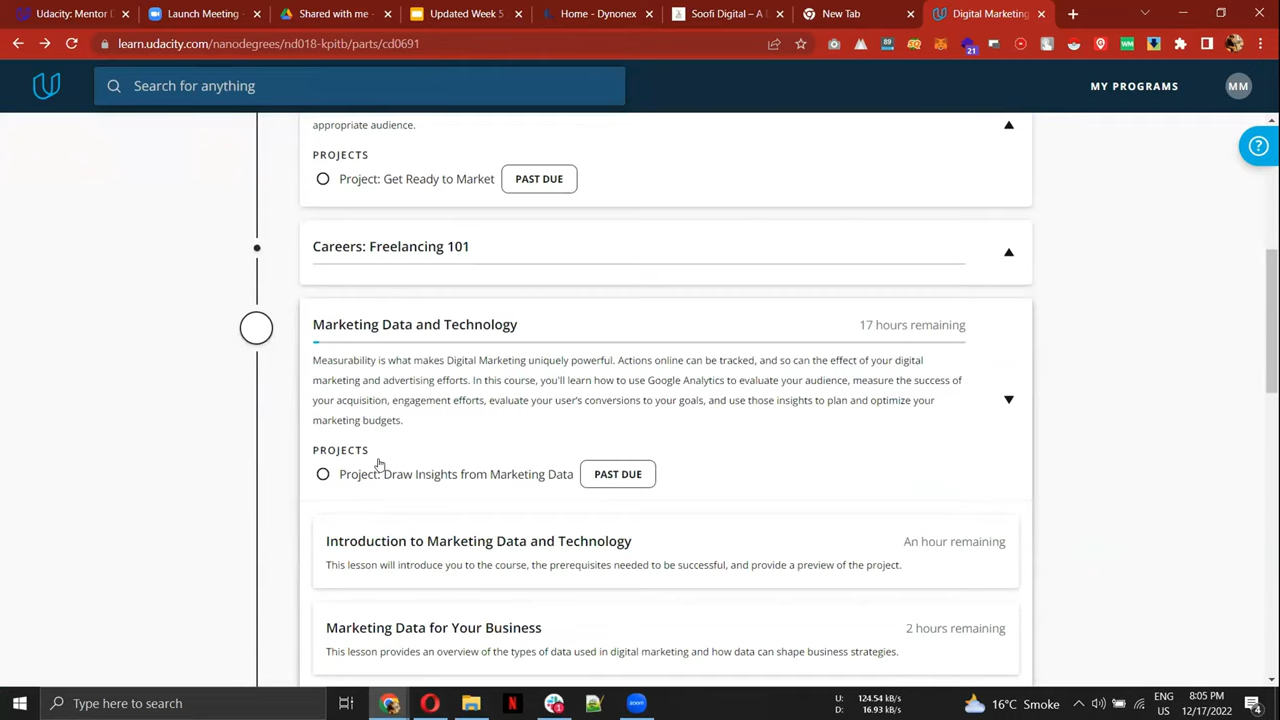 Udacity: Mentor D
Launch Meeting -
Shared with me -
Updated Week 5
Home - Dynonex
Soofi Digital – A D
New Tab
Digital Marketing
learn.udacity.com/nanodegrees/nd018-kpitb/parts/cd0691
89
21
WM
Search for anything
MY PROGRAMS
MM
appropriate audience.
PROJECTS
Project: Get Ready to Market
PAST DUE
Careers: Freelancing 101
Marketing Data and Technology
17 hours remaining
Measurability is what makes Digital Marketing uniquely powerful. Actions online can be tracked, and so can the effect of your digital
marketing and advertising efforts. In this course, you'll learn how to use Google Analytics to evaluate your audience, measure the success of
your acquisition, engagement efforts, evaluate your user's conversions to your goals, and use those insights to plan and optimize your
marketing budgets.
PROJECTS
Project: Draw Insights from Marketing Data
PAST DUE
Introduction to Marketing Data and Technology
An hour remaining
This lesson will introduce you to the course, the prerequisites needed to be successful, and provide a preview of the project.
Marketing Data for Your Business
2 hours remaining
This lesson provides an overview of the types of data used in digital marketing and how data can shape business strategies.
Type here to search
zoom
U: 124.54 kB/s
D: 16.93 kB/s
16°C Smoke
ENG
US
8:05 PM
12/17/2022
4